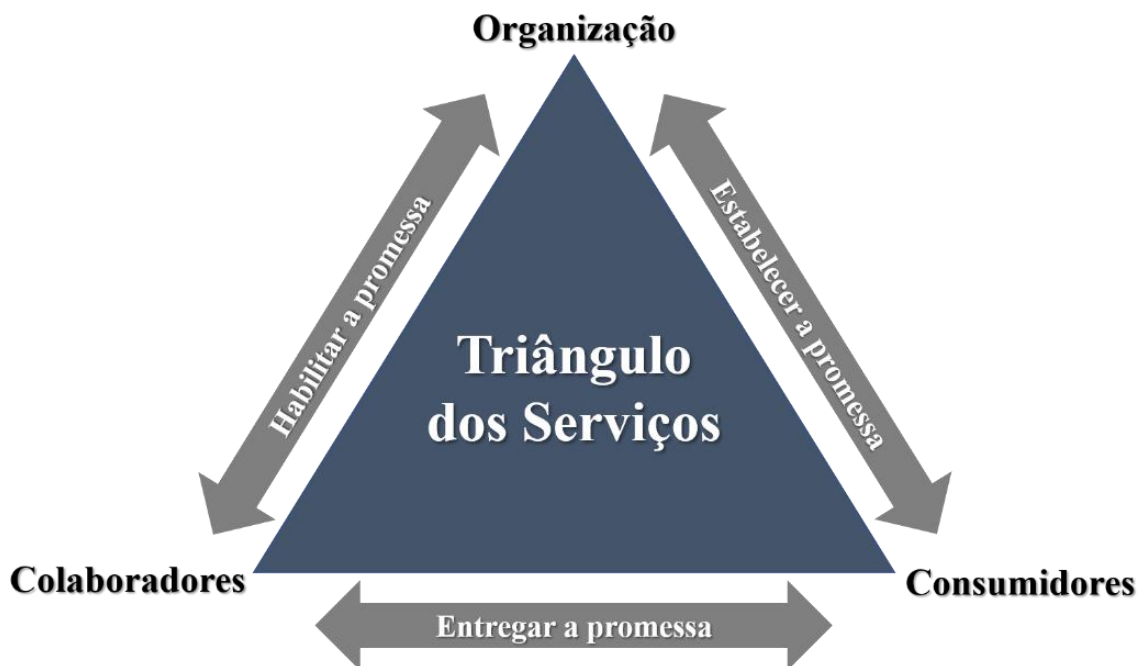 Organização
Habilitar a promessa
Estabelecer a promessa
Triângulo
dos Serviços
Colaboradores
Consumidores
Entregar a promessa